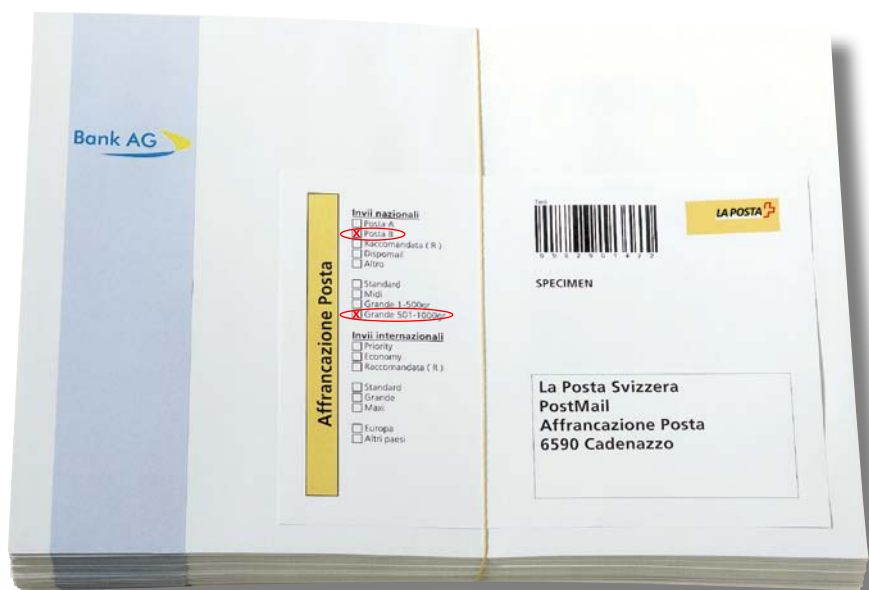 Bank AG
Affrancazione Posta
Invii nazionali
Posta A
X Posta B
Raccomandata ( R )
Dispomail
Altro
Standard
Midi
Grande 1-500gr
X Grande 501-1000gr
Invii internazionali
Priority
Economy
Raccomandata ( R )
Standard
Grande
Maxi
Europa
Altri paesi
LA POSTA
SPECIMEN
La Posta Svizzera
PostMail
Affrancazione Posta
6590 Cadenazzo